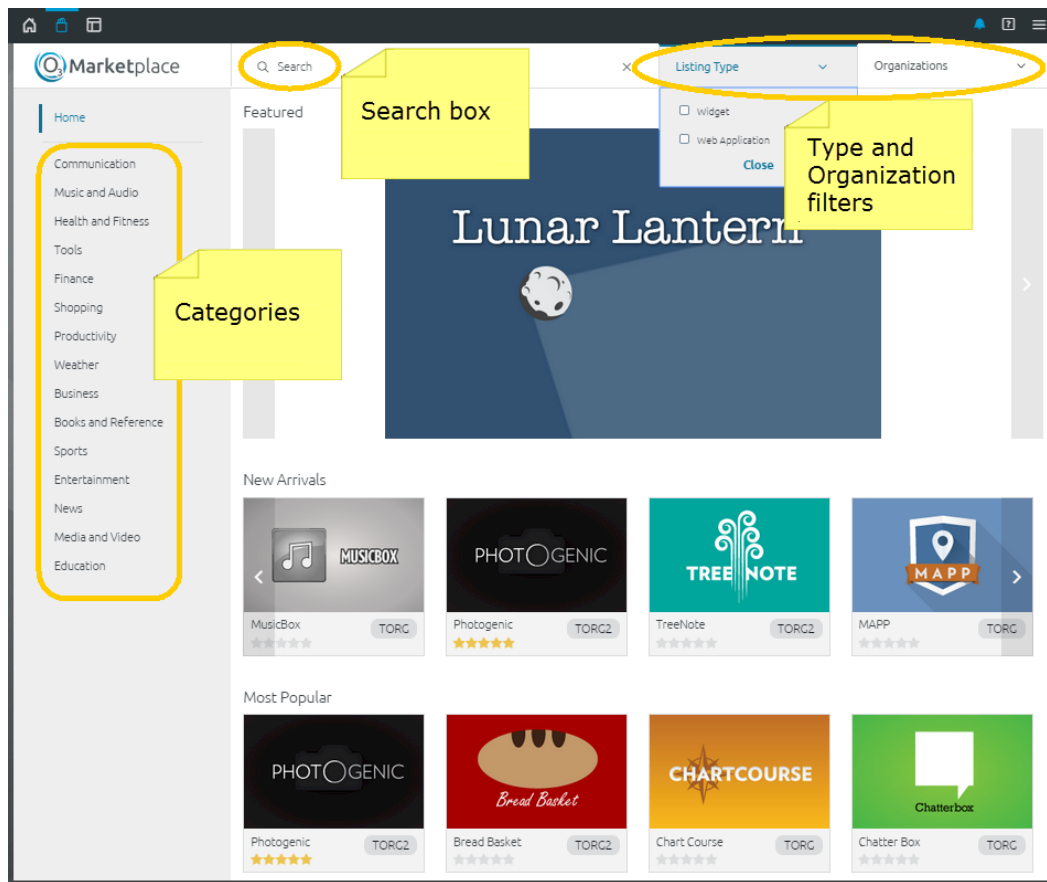 O3 Marketplace
Search
×
Listing Type
Organizations
Widget
Web Application
Close
Search box
Type and
Organization
filters
Home
Communication
Music and Audio
Health and Fitness
Tools
Finance
Shopping
Productivity
Weather
Business
Books and Reference
Sports
Entertainment
News
Media and Video
Education
Categories
Featured
Lunar Lantern
New Arrivals
MUSICBOX
PHOTOGENIC
TREE NOTE
MAPP
MusicBox TORG
Photogenic TORG2
TreeNote TORG2
MAPP TORG
Most Popular
PHOTOGENIC
Bread Basket
CHARTCOURSE
Chatterbox
Photogenic TORG2
Bread Basket TORG2
Chart Course TORG
Chatter Box TORG